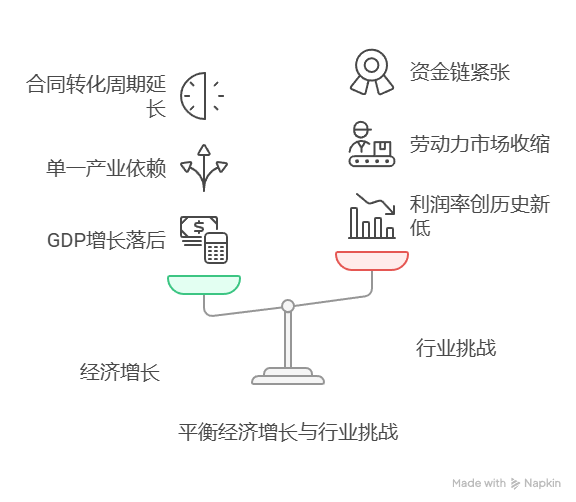 合同转化周期延
长
单一产业依赖
GDP增长落后
资金链紧张
劳动力市场收缩
利润率创历史新
低
经济增长
行业挑战
平衡经济增长与行业挑战
Made with Napkin